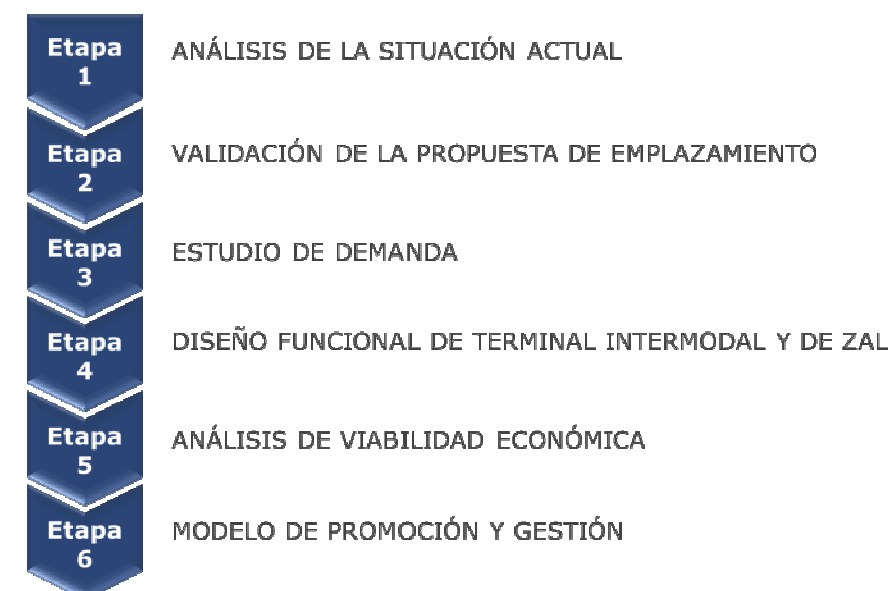 Etapa
1
ANÁLISIS DE LA SITUACIÓN ACTUAL
Etapa
2
VALIDACIÓN DE LA PROPUESTA DE EMPLAZAMIENTO
Etapa
3
ESTUDIO DE DEMANDA
Etapa
4
DISEÑO FUNCIONAL DE TERMINAL INTERMODAL Y DE ZAL
Etapa
5
ANÁLISIS DE VIABILIDAD ECONÓMICA
Etapa
6
MODELO DE PROMOCIÓN Y GESTIÓN